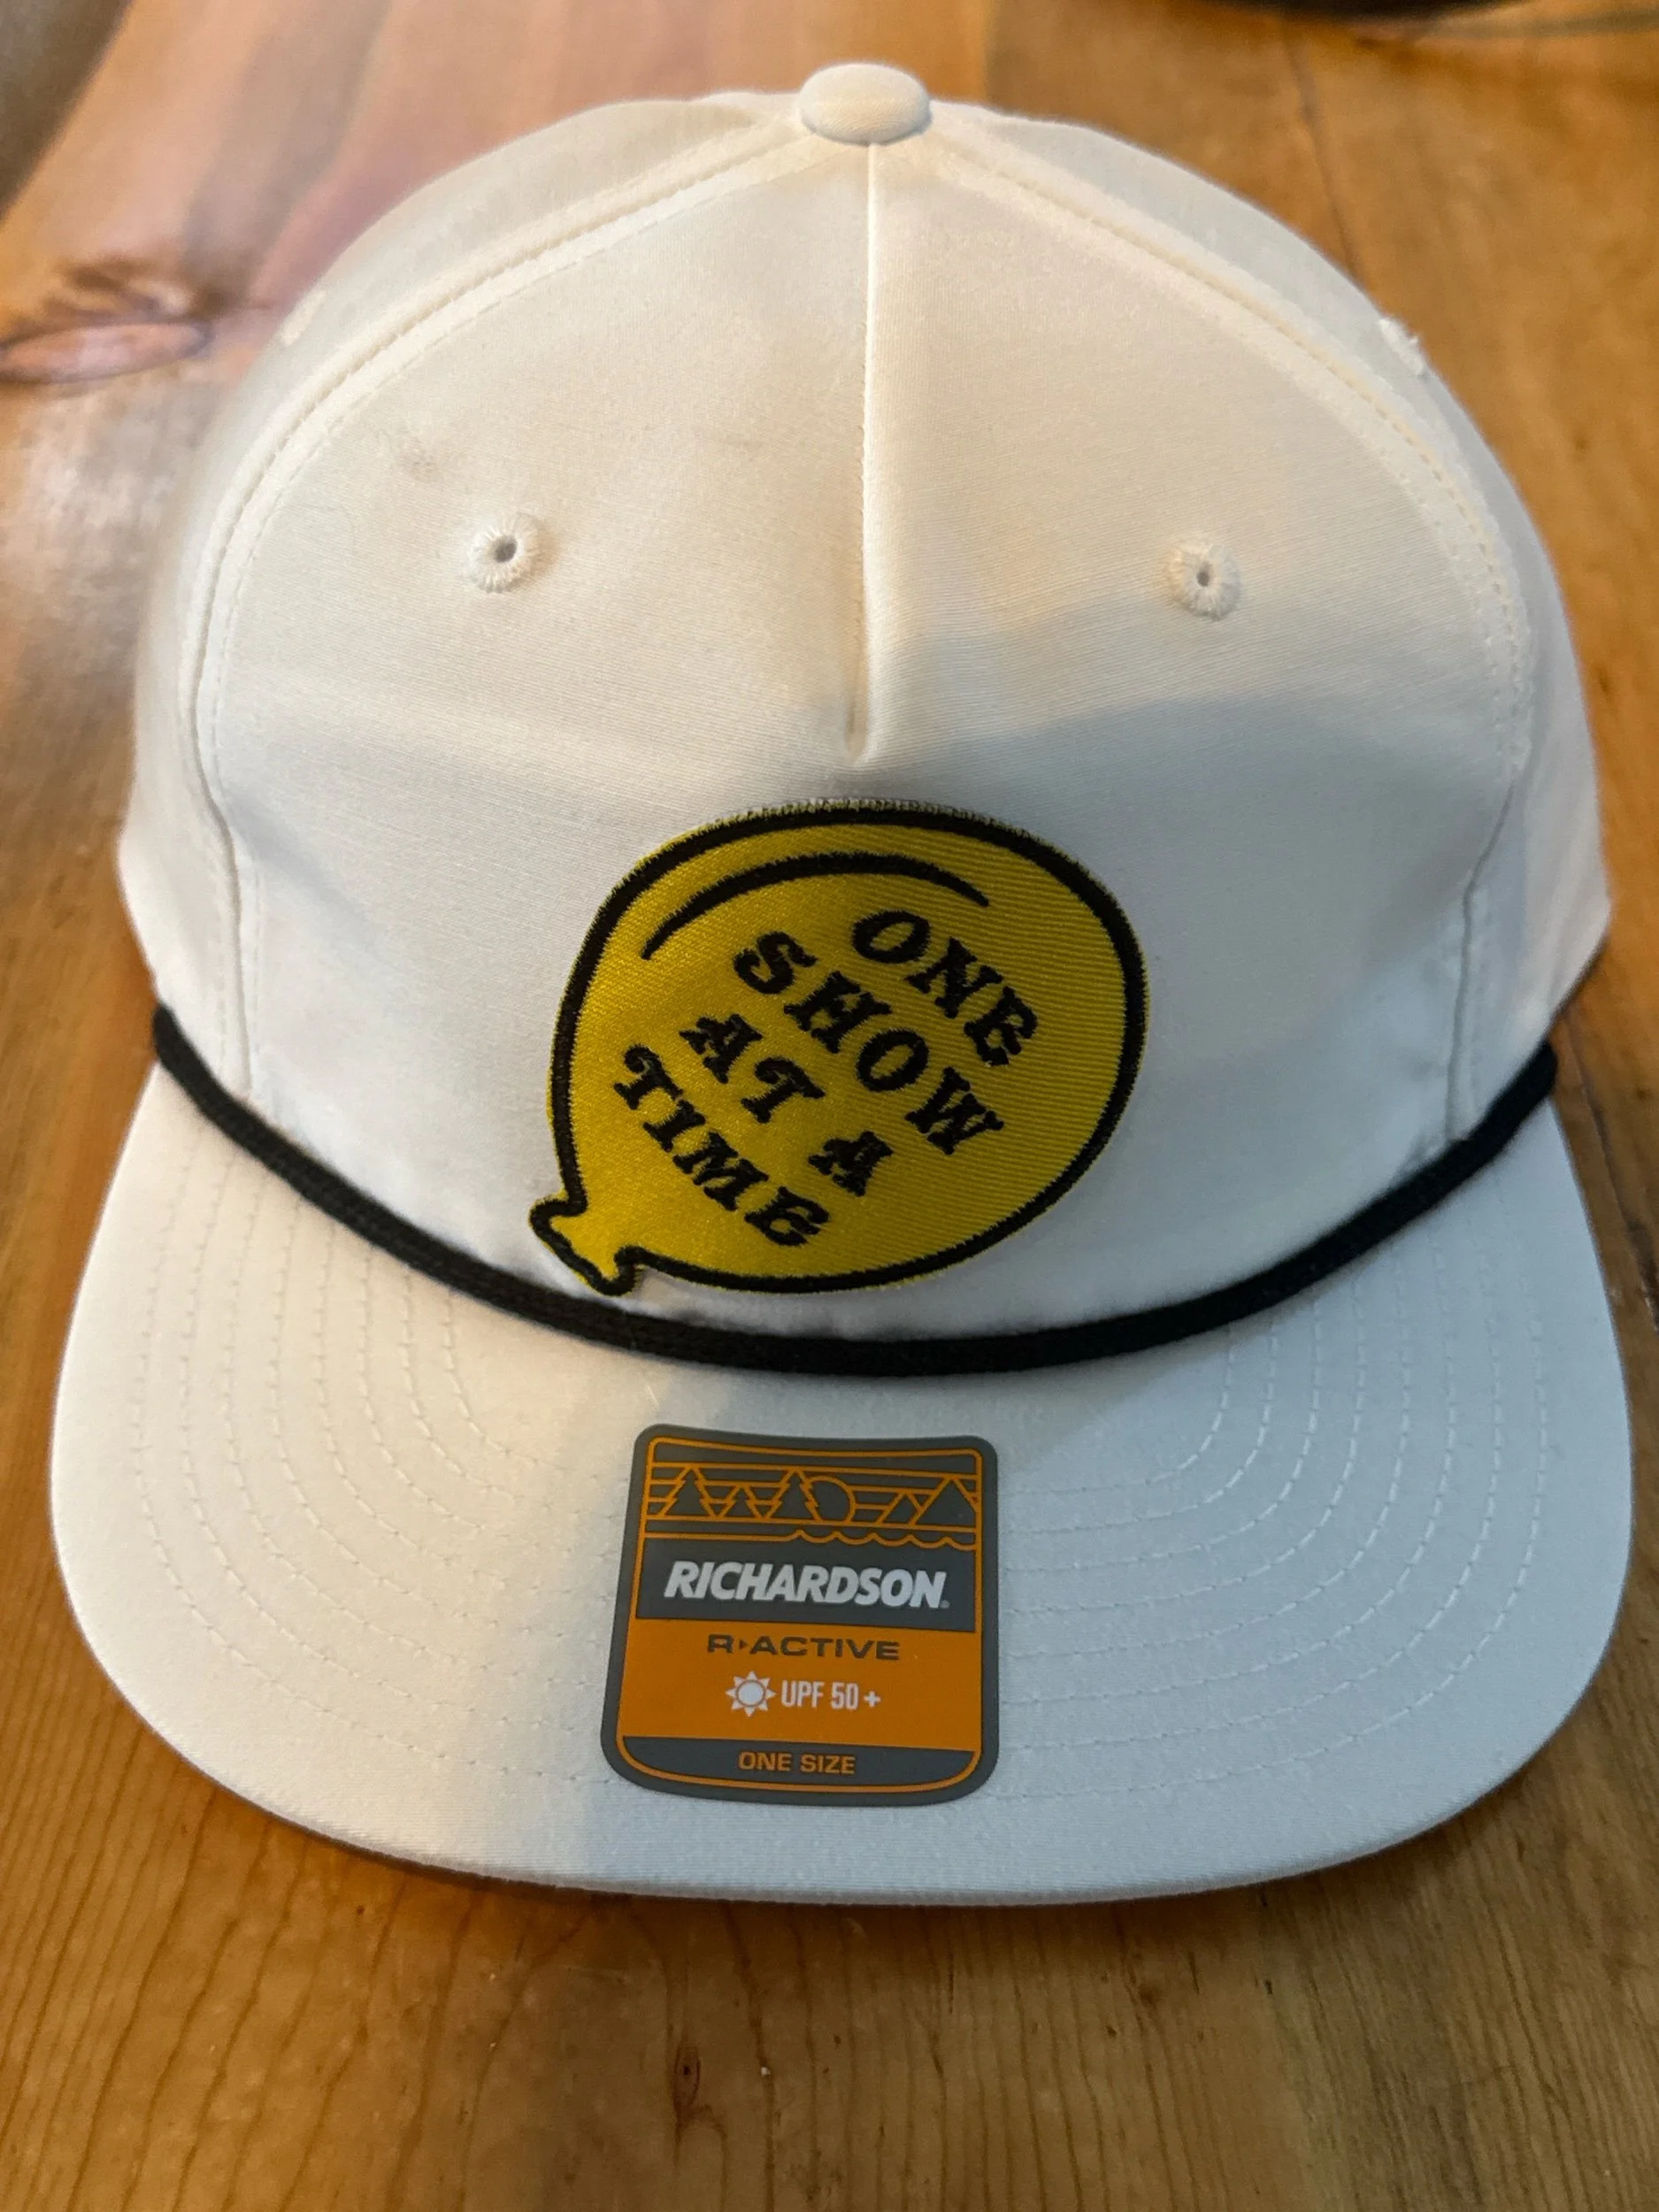 ONE
SHOW
AT A
TIME
RICHARDSON.
R▸ACTIVE
UPF 50+
ONE SIZE